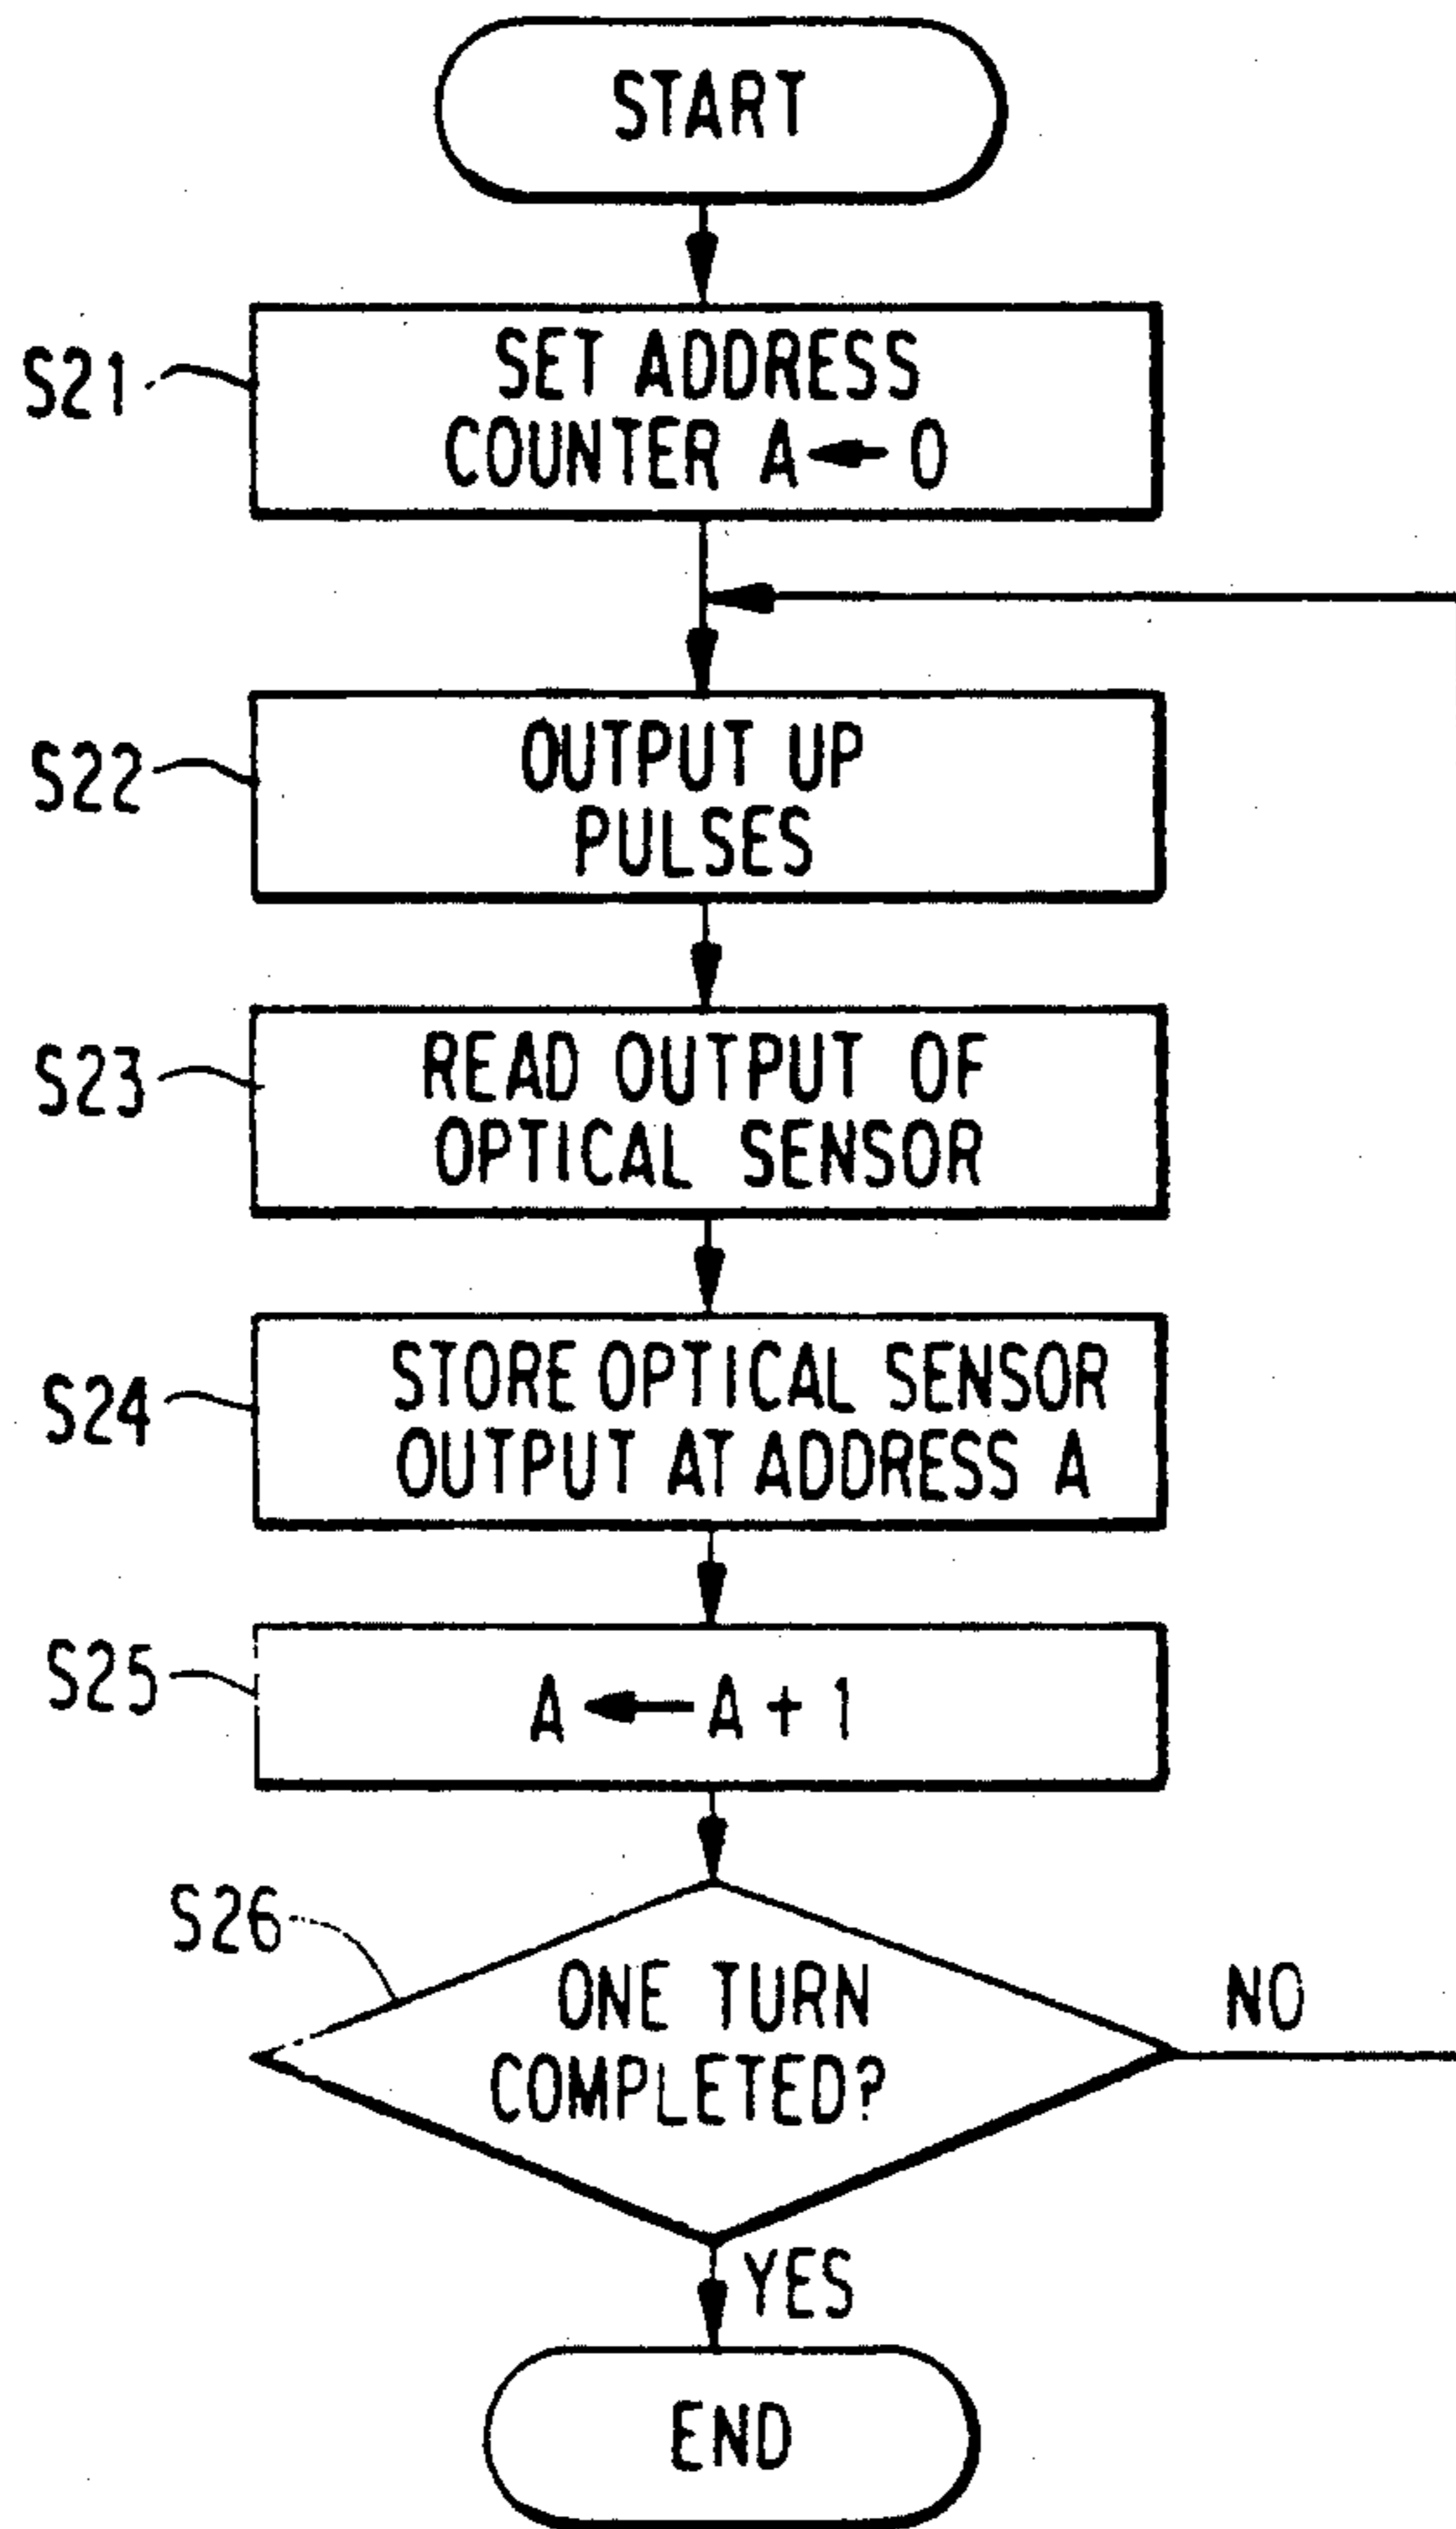 START
S21
SET ADDRESS
COUNTER A ← 0
S22
OUTPUT UP
PULSES
S23
READ OUTPUT OF
OPTICAL SENSOR
S24
STORE OPTICAL SENSOR
OUTPUT AT ADDRESS A
S25
A ← A + 1
S26
ONE TURN
COMPLETED?
NO
YES
END